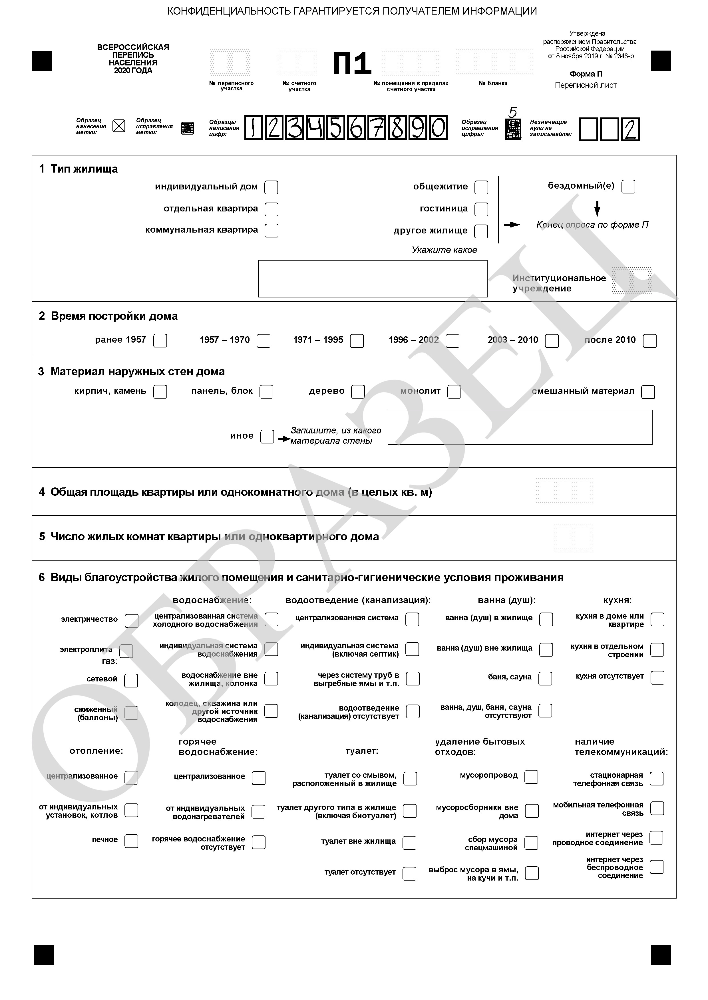 КОНФИДЕНЦИАЛЬНОСТЬ ГАРАНТИРУЕТСЯ ПОЛУЧАТЕЛЕМ ИНФОРМАЦИИ
ВСЕРОССИЙСКАЯ
ПЕРЕПИСЬ
НАСЕЛЕНИЯ
2020 ГОДА
№ переписного
участка
№ счетного
участка
П1
№ помещения в пределах
счетного участка
№ бланка
Утверждена
распоряжением Правительства
Российской Федерации
от 8 ноября 2019 г. № 2648-р
Форма П
Переписной лист
Образец
нанесения
метки:
Образец
исправления
метки:
Образцы
написания
цифр:
1 2 3 4 5 6 7 8 9 0
Образец
исправления
цифры:
5
Незначащие
нули не
записывайте:
2
1 Тип жилища
индивидуальный дом
отдельная квартира
коммунальная квартира
общежитие
гостиница
другое жилище
Укажите какое
бездомный(е)
Конец опроса по форме П
Институциональное
учреждение
2 Время постройки дома
ранее 1957
1957 – 1970
1971 – 1995
1996 – 2002
2003 – 2010
после 2010
3 Материал наружных стен дома
кирпич, камень
панель, блок
дерево
монолит
смешанный материал
иное
Запишите, из какого
материала стены
4 Общая площадь квартиры или однокомнатного дома (в целых кв. м)
5 Число жилых комнат квартиры или одноквартирного дома
6 Виды благоустройства жилого помещения и санитарно-гигиенические условия проживания
электричество
электроплита
газ:
сетевой
сжиженный
(баллоны)
водоснабжение:
централизованная система
холодного водоснабжения
индивидуальная система
водоснабжения
водоснабжение вне
жилища, колонка
колодец, скважина или
другой источник
водоснабжения
водоотведение (канализация):
централизованная система
индивидуальная система
(включая септик)
через систему труб в
выгребные ямы и т.п.
водоотведение
(канализация) отсутствует
ванна (душ):
ванна (душ) в жилище
ванна (душ) вне жилища
баня, сауна
ванна, душ, баня, сауна
отсутствуют
кухня:
кухня в доме или
квартире
кухня в отдельном
строении
кухня отсутствует
отопление:
централизованное
от индивидуальных
установок, котлов
печное
горячее
водоснабжение:
централизованное
от индивидуальных
водонагревателей
горячее водоснабжение
отсутствует
туалет:
туалет со смывом,
расположенный в жилище
туалет другого типа в жилище
(включая биотуалет)
туалет вне жилища
туалет отсутствует
удаление бытовых
отходов:
мусоропровод
мусоросборники вне
дома
сбор мусора
спецмашиной
выброс мусора в ямы,
на кучи и т.п.
наличие
телекоммуникаций:
стационарная
телефонная связь
мобильная телефонная
связь
интернет через
проводное соединение
интернет через
беспроводное
соединение
ОБРАЗЕЦ